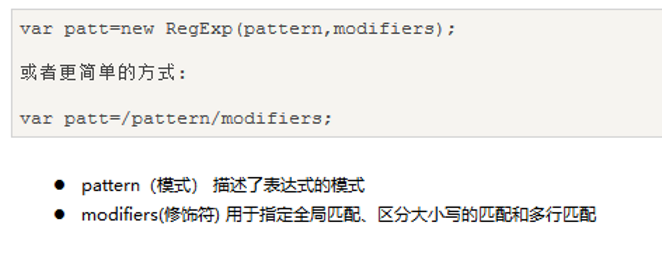 var patt=new RegExp(pattern,modifiers);
或者更简单的方式:
var patt=/pattern/modifiers;
● pattern（模式） 描述了表达式的模式
● modifiers(修饰符) 用于指定全局匹配、区分大小写的匹配和多行匹配